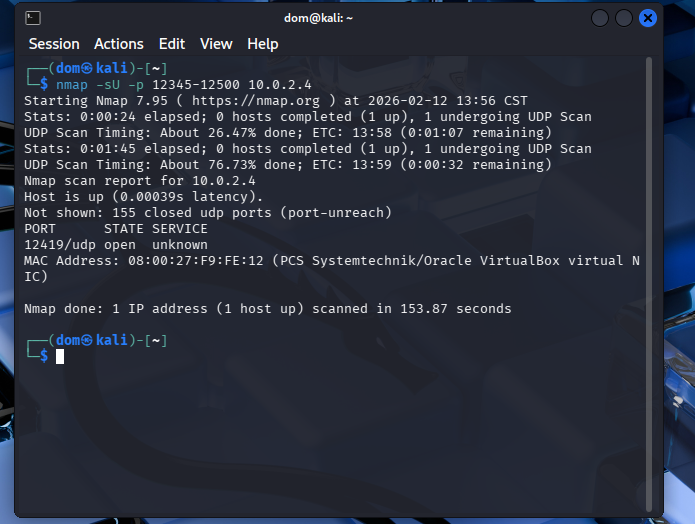 dom@kali: ~
Session Actions Edit View Help
┌──(dom㉿kali)-[~]
└─$ nmap -sU -p 12345-12500 10.0.2.4
Starting Nmap 7.95 ( https://nmap.org ) at 2026-02-12 13:56 CST
Stats: 0:00:24 elapsed; 0 hosts completed (1 up), 1 undergoing UDP Scan
UDP Scan Timing: About 26.47% done; ETC: 13:58 (0:01:07 remaining)
Stats: 0:01:45 elapsed; 0 hosts completed (1 up), 1 undergoing UDP Scan
UDP Scan Timing: About 76.73% done; ETC: 13:59 (0:00:32 remaining)
Nmap scan report for 10.0.2.4
Host is up (0.00039s latency).
Not shown: 155 closed udp ports (port-unreach)
PORT      STATE SERVICE
12419/udp open  unknown
MAC Address: 08:00:27:F9:FE:12 (PCS Systemtechnik/Oracle VirtualBox virtual N
IC)
Nmap done: 1 IP address (1 host up) scanned in 153.87 seconds
┌──(dom㉿kali)-[~]
└─$